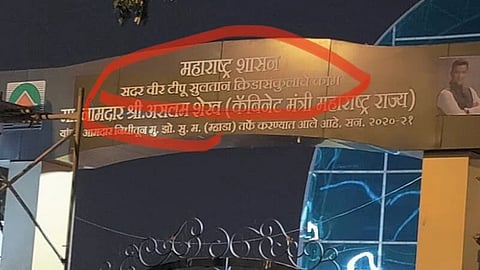 महाराष्ट्र शासन
सदर वीर टीपू सुलतान क्रिडासंकुलाचे काम
आमदार श्री.असलम शेख (कॅबिनेट मंत्री महाराष्ट्र राज्य)
आमदार निधीतून मु. झो. सु. म. (म्हाडा) तर्फे करण्यात आले आहे, सन. २०२०-२१